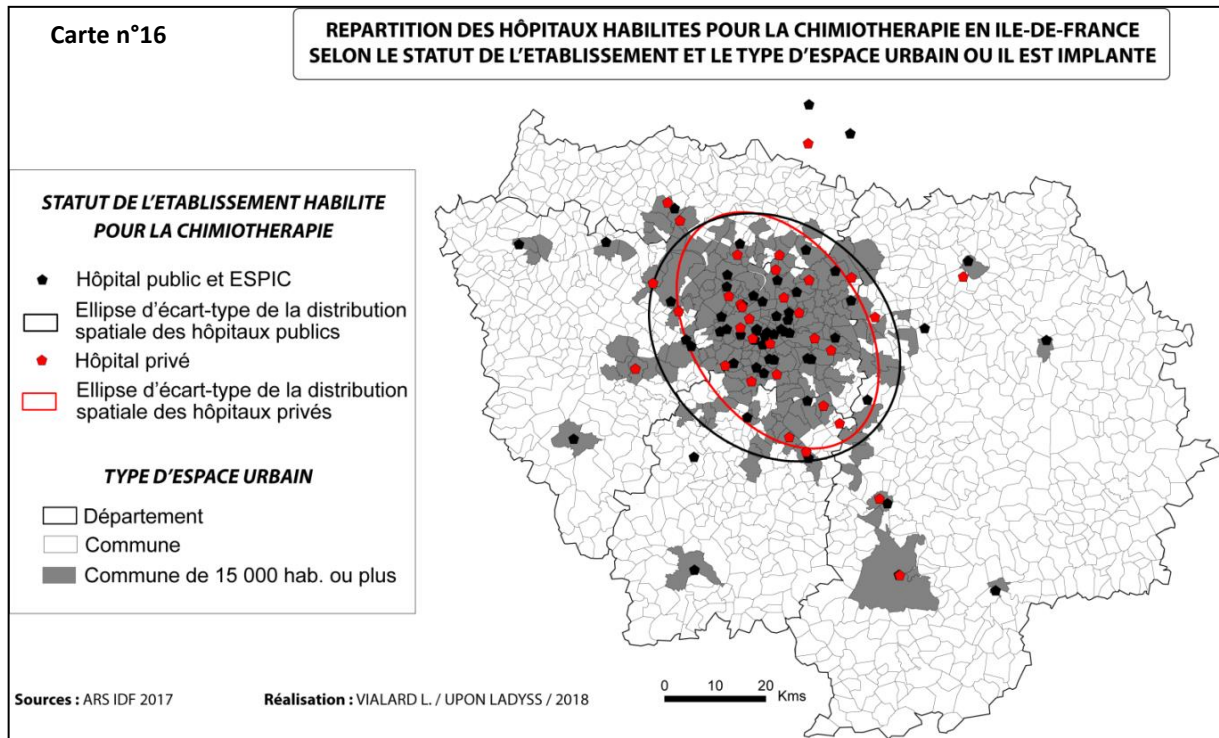 Carte n°16
REPARTITION DES HÔPITAUX HABILITES POUR LA CHIMIOTHERAPIE EN ILE-DE-FRANCE
SELON LE STATUT DE L'ETABLISSEMENT ET LE TYPE D'ESPACE URBAIN OU IL EST IMPLANTE
STATUT DE L'ETABLISSEMENT HABILITE
POUR LA CHIMIOTHERAPIE
Hôpital public et ESPIC
Ellipse d'écart-type de la distribution
spatiale des hôpitaux publics
Hôpital privé
Ellipse d'écart-type de la distribution
spatiale des hôpitaux privés
TYPE D'ESPACE URBAIN
Département
Commune
Commune de 15 000 hab. ou plus
Sources : ARS IDF 2017
Réalisation : VIALARD L. / UPON LADYSS / 2018
0 10 20
Kms